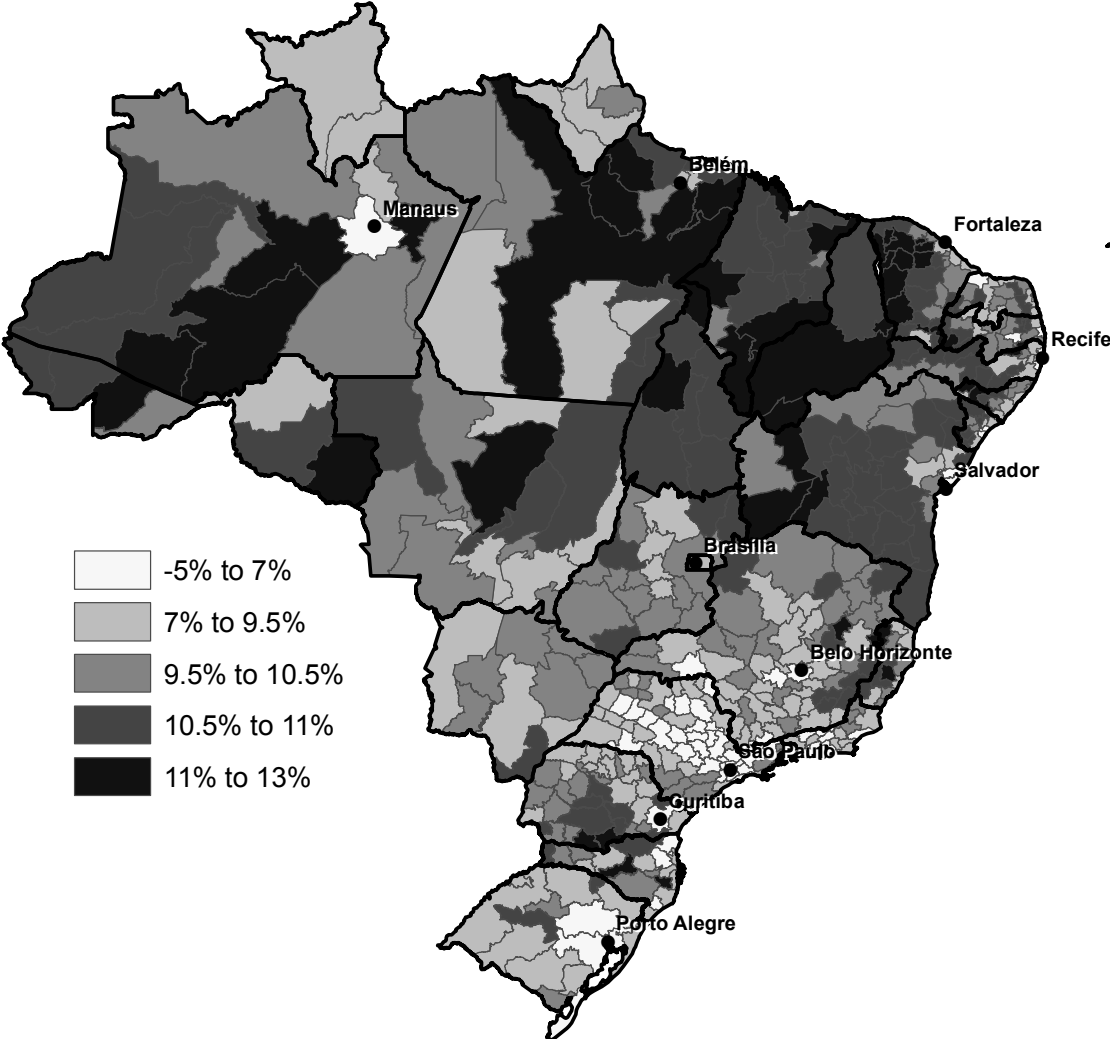 Belém
Manaus
Fortaleza
Recife
Salvador
Brasília
-5% to 7%
7% to 9.5%
9.5% to 10.5%
10.5% to 11%
11% to 13%
Belo Horizonte
São Paulo
Curitiba
Porto Alegre